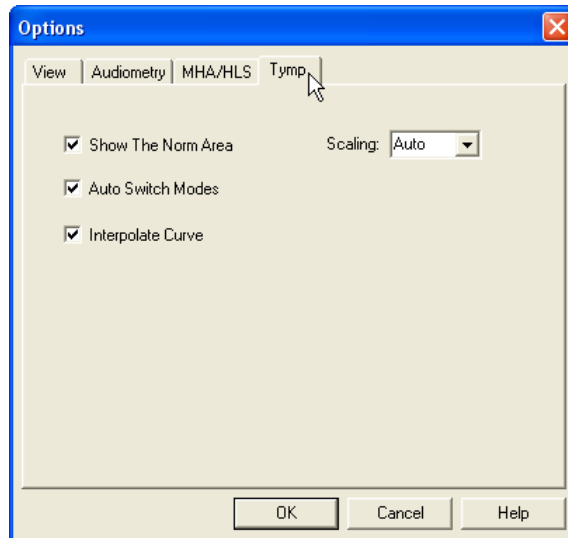 Options
View Audiometry MHA/HLS Tymp
Show The Norm Area Scaling: Auto
Auto Switch Modes
Interpolate Curve
OK Cancel Help